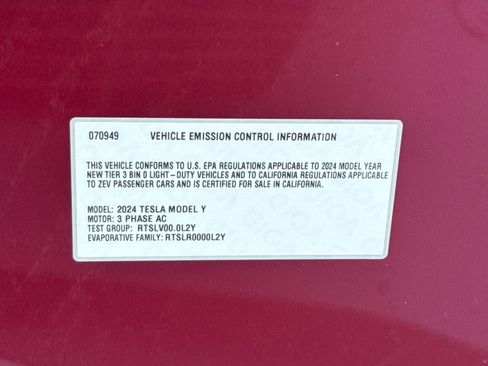 070949 VEHICLE EMISSION CONTROL INFORMATION
THIS VEHICLE CONFORMS TO U.S. EPA REGULATIONS APPLICABLE TO 2024 MODEL YEAR
NEW TIER 3 BIN 0 LIGHT-DUTY VEHICLES AND TO CALIFORNIA REGULATIONS APPLICABLE
TO ZEV PASSENGER CARS AND IS CERTIFIED FOR SALE IN CALIFORNIA.
MODEL: 2024 TESLA MODEL Y
MOTOR: 3 PHASE AC
TEST GROUP: RTSLV00.0L2Y
EVAPORATIVE FAMILY: RTSLR0000L2Y